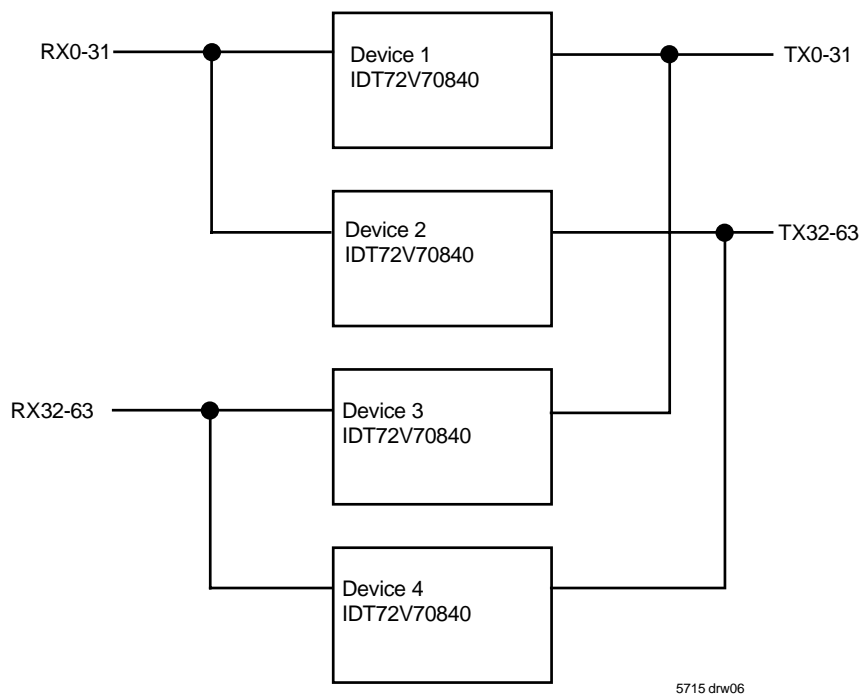 RX0-31
Device 1
IDT72V70840
TX0-31
Device 2
IDT72V70840
TX32-63
RX32-63
Device 3
IDT72V70840
Device 4
IDT72V70840
5715 drw06